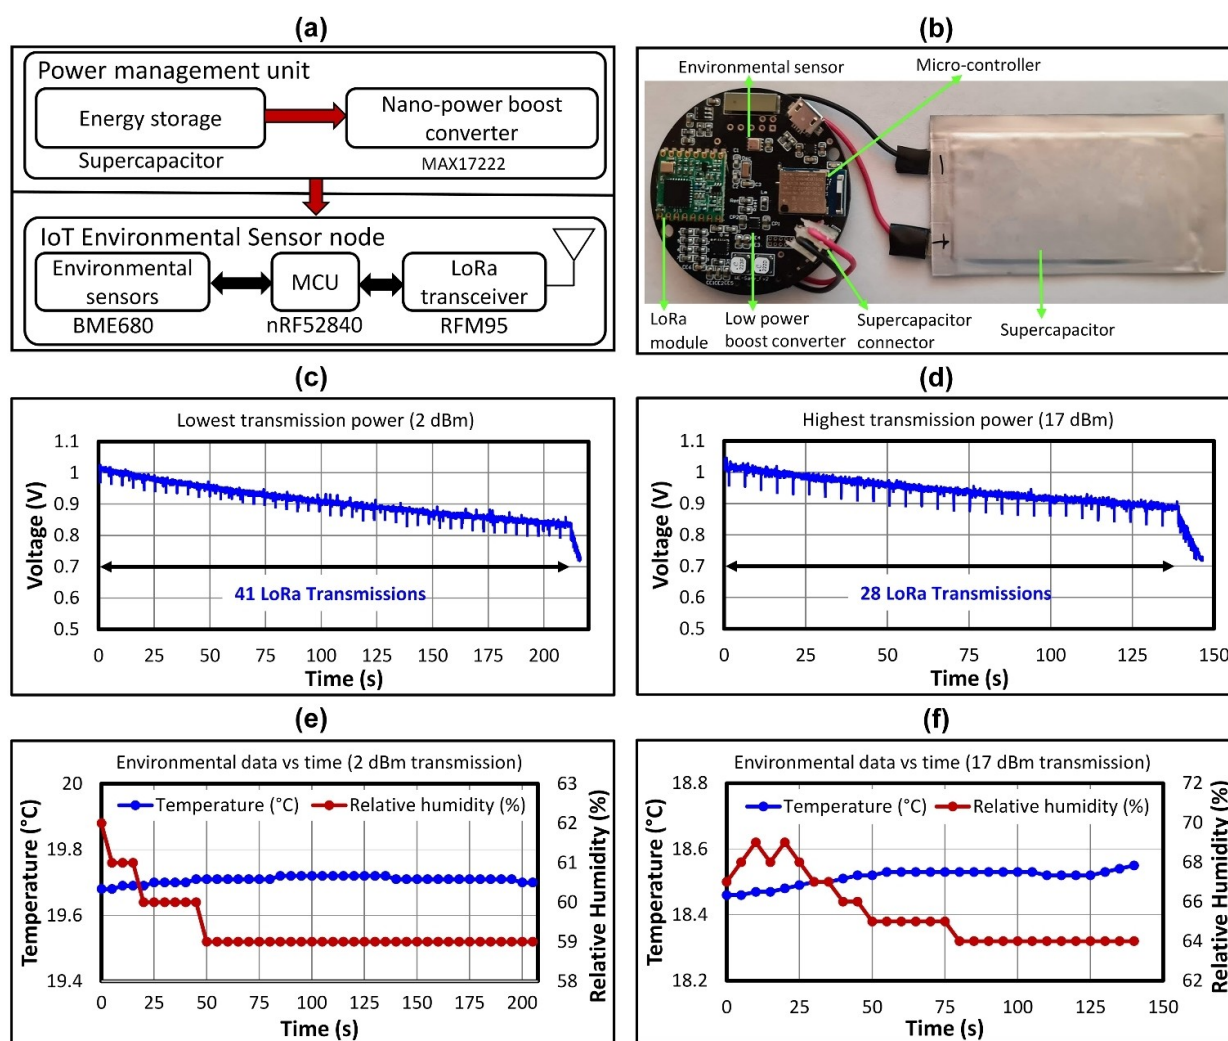 (a)
Power management unit
Energy storage
Nano-power boost
converter
Supercapacitor
MAX17222
IoT Environmental Sensor node
Environmental
sensors
MCU
LoRa
transceiver
BME680
nRF52840
RFM95
(b)
Environmental sensor
Micro-controller
-
+
LoRa
module
Low power
boost converter
Supercapacitor
connector
Supercapacitor
(c)
Lowest transmission power (2 dBm)
Voltage (V)
1.1
1
0.9
0.8
0.7
0.6
0.5
41 LoRa Transmissions
0 25 50 75 100 125 150 175 200
Time (s)
(d)
Highest transmission power (17 dBm)
Voltage (V)
1.1
1
0.9
0.8
0.7
0.6
0.5
28 LoRa Transmissions
0 25 50 75 100 125 150
Time (s)
(e)
Environmental data vs time (2 dBm transmission)
Temperature (°C) Relative humidity (%)
Temperature (°C)
20
19.8
19.6
19.4
63
62
61
60
59
58
Relative Humidity (%)
0 25 50 75 100 125 150 175 200
Time (s)
(f)
Environmental data vs time (17 dBm transmission)
Temperature (°C) Relative humidity (%)
Temperature (°C)
18.8
18.6
18.4
18.2
72
70
68
66
64
62
Relative Humidity (%)
0 25 50 75 100 125 150
Time (s)